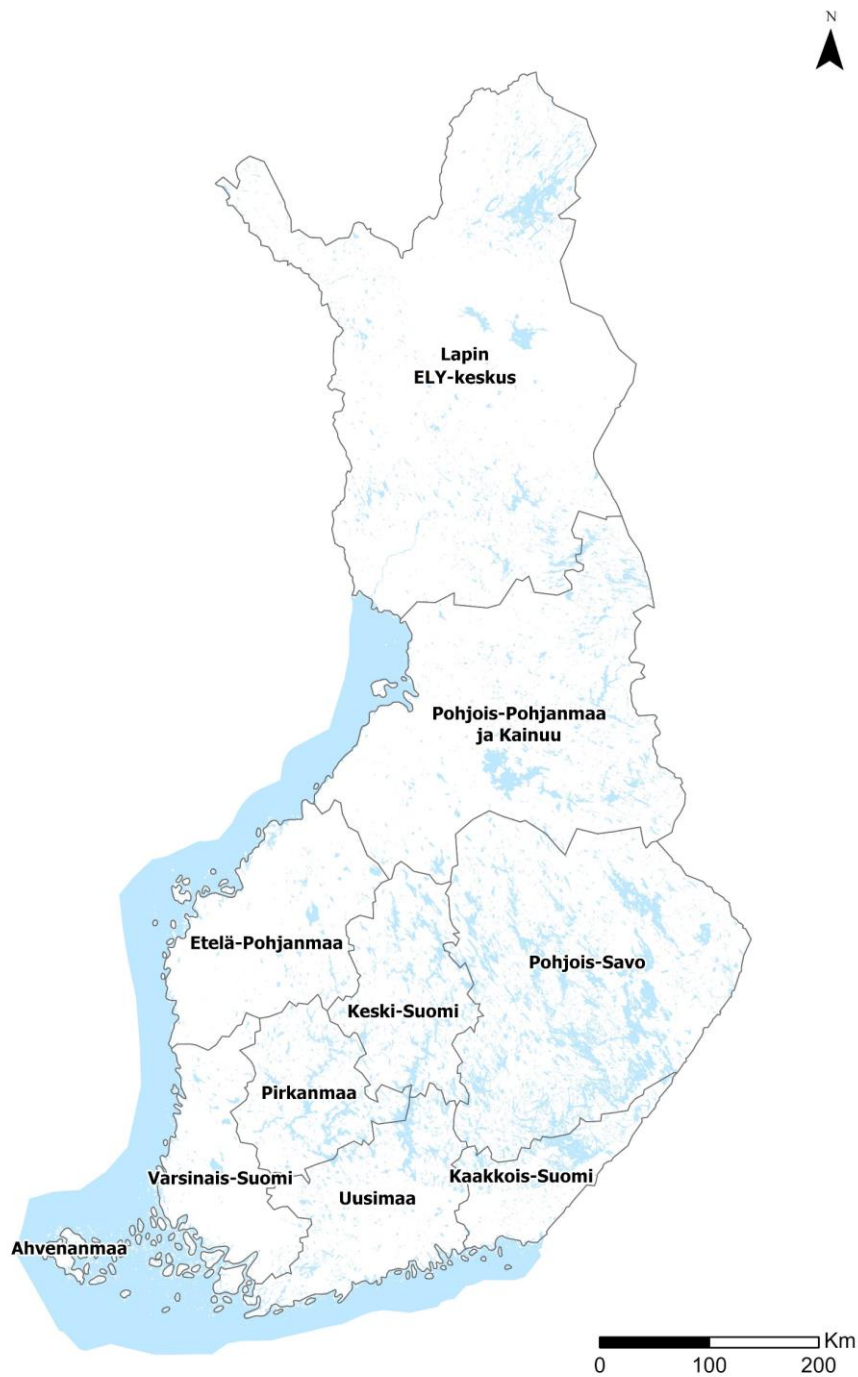 N
Lapin
ELY-keskus
Pohjois-Pohjanmaa
ja Kainuu
Etelä-Pohjanmaa
Pohjois-Savo
Keski-Suomi
Pirkanmaa
Varsinais-Suomi
Kaakkois-Suomi
Uusimaa
Ahvenanmaa
Km
0 100 200